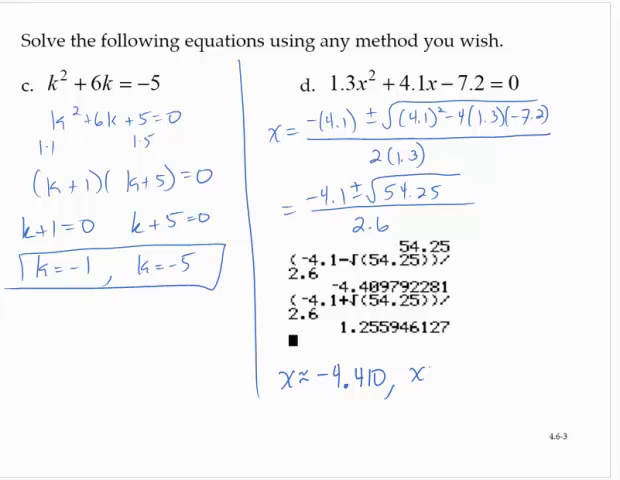 Solve the following equations using any method you wish.
c. k² + 6k = −5
k² + 6k + 5 = 0
1·1 1·5
(k + 1)(k + 5) = 0
k + 1 = 0 k + 5 = 0
k = -1, k = -5
d. 1.3x² + 4.1x − 7.2 = 0
x = -(4.1) ± √(4.1)² - 4(1.3)(-7.2)
2(1.3)
= -4.1 ± √54.25
2.6
54.25
(-4.1-√(54.25))/
2.6
-4.409792281
(-4.1+√(54.25))/
2.6
1.255946127
x ≈ -4.410, x
4.6-3